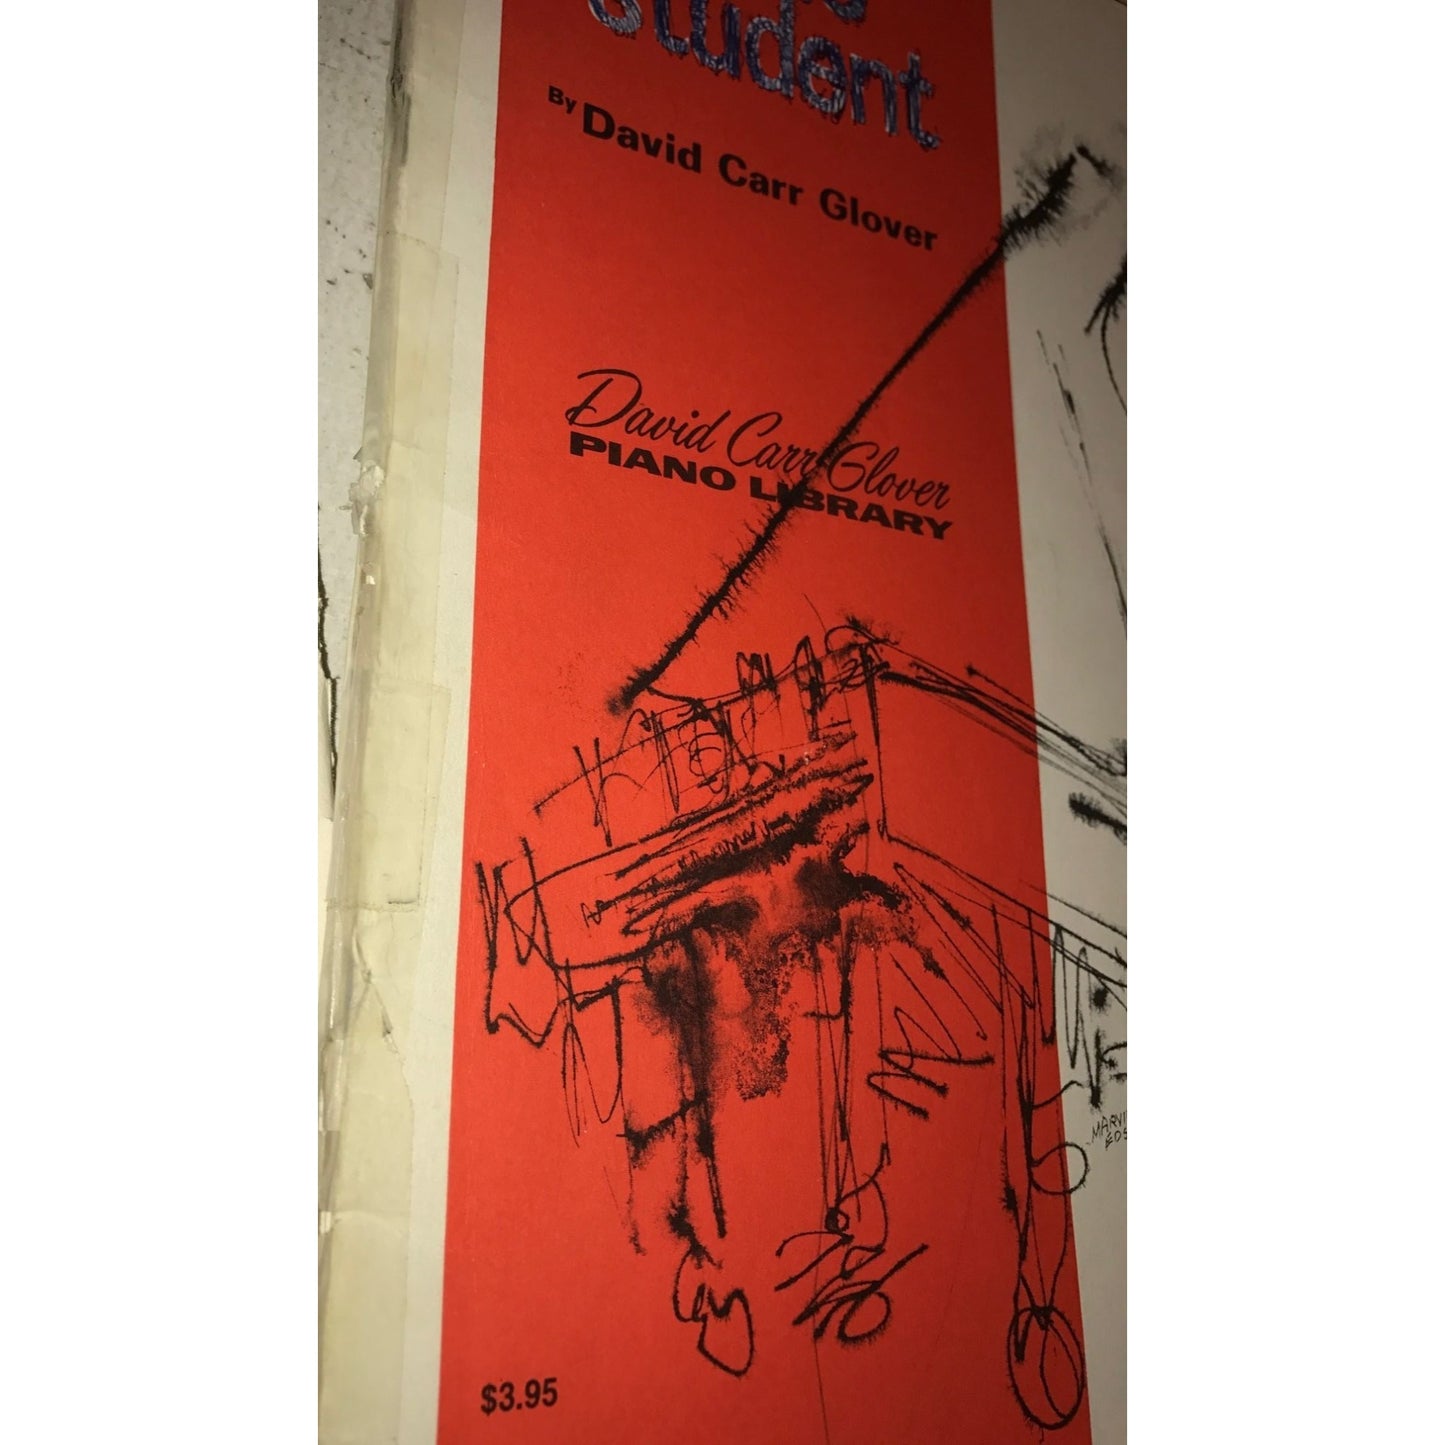 student
By David Carr Glover
David Carr Glover
PIANO LIBRARY
$3.95